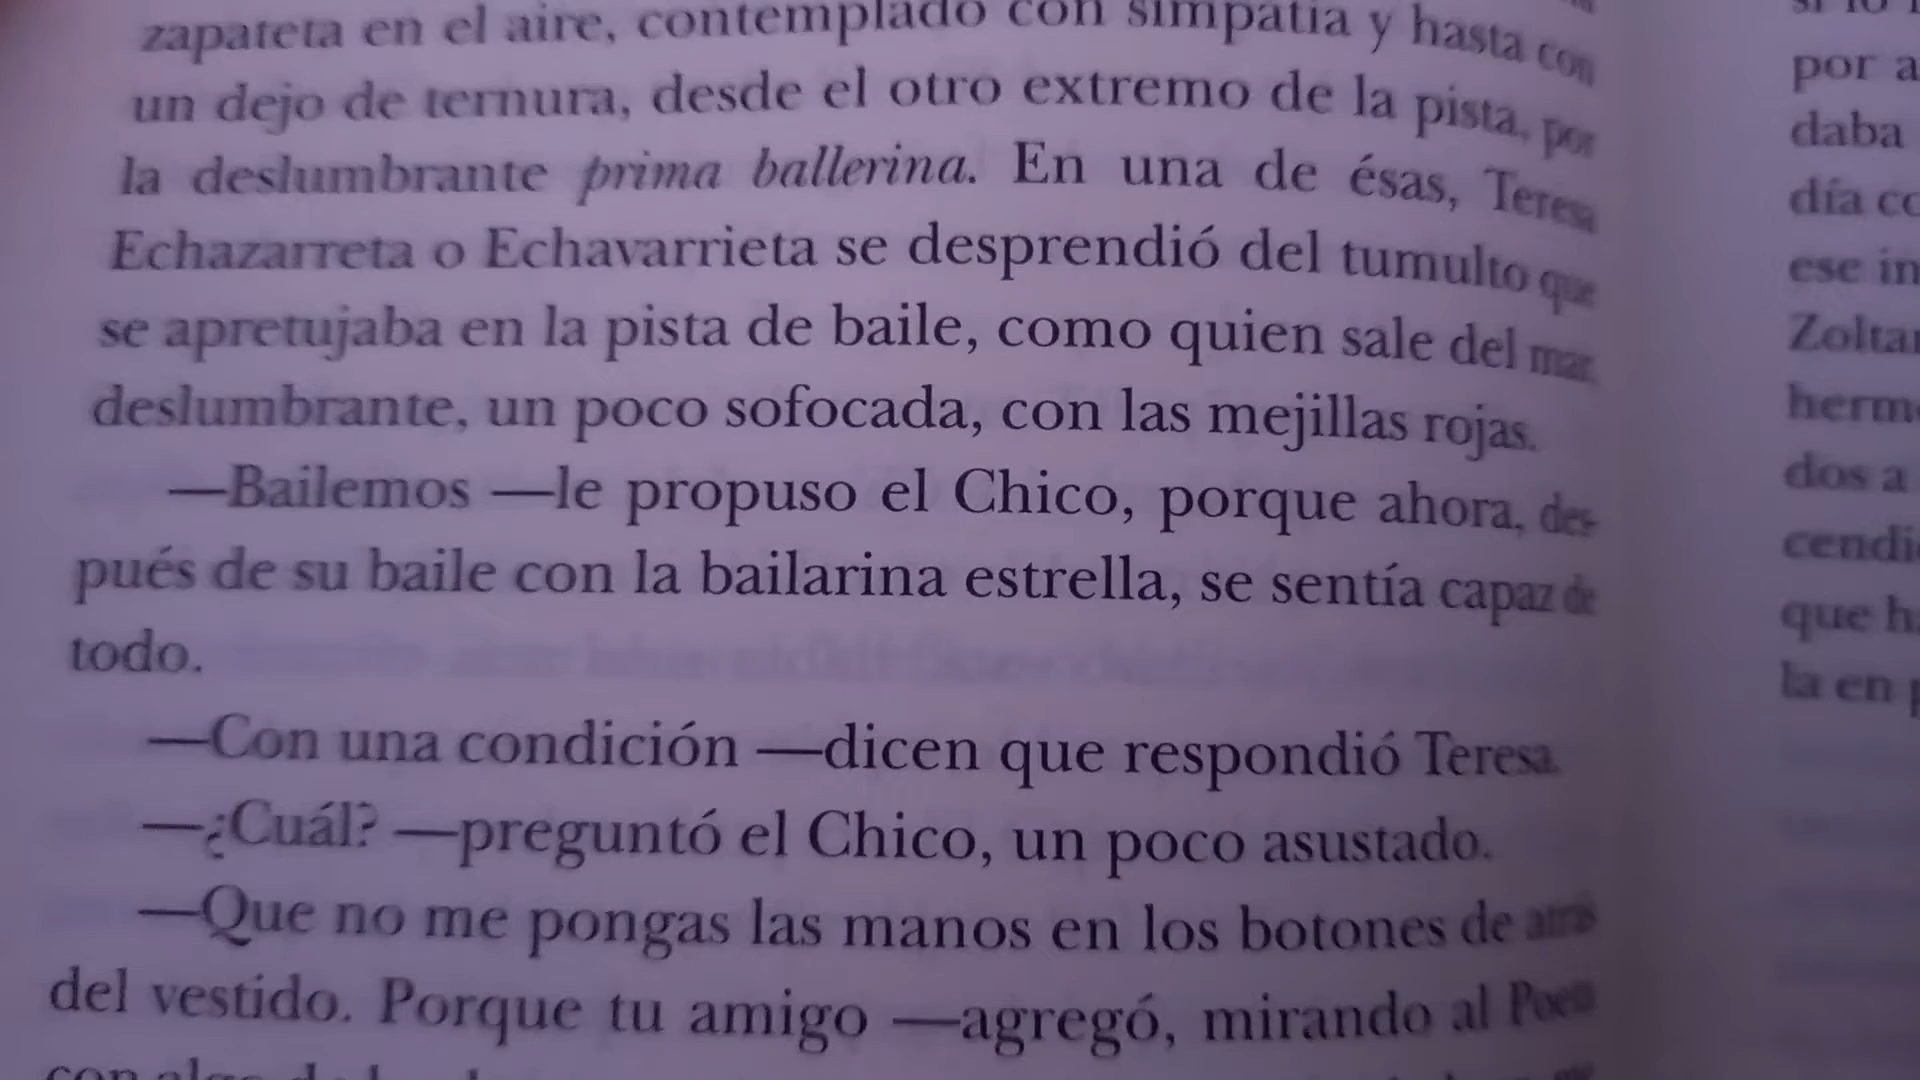 zapateta en el aire, contemplado con simpatía y hasta con
un dejo de ternura, desde el otro extremo de la pista, por
la deslumbrante prima ballerina. En una de ésas, Teresa
Echazarreta o Echavarrieta se desprendió del tumulto que
se apretujaba en la pista de baile, como quien sale del mar,
deslumbrante, un poco sofocada, con las mejillas rojas.
—Bailemos —le propuso el Chico, porque ahora, des-
pués de su baile con la bailarina estrella, se sentía capaz de
todo.
—Con una condición —dicen que respondió Teresa.
—¿Cuál? —preguntó el Chico, un poco asustado.
—Que no me pongas las manos en los botones de atrás
del vestido. Porque tu amigo —agregó, mirando al Poeta
por a
daba
día co
ese in
Zoltan
herm
dos a
cendi
que h
la en p